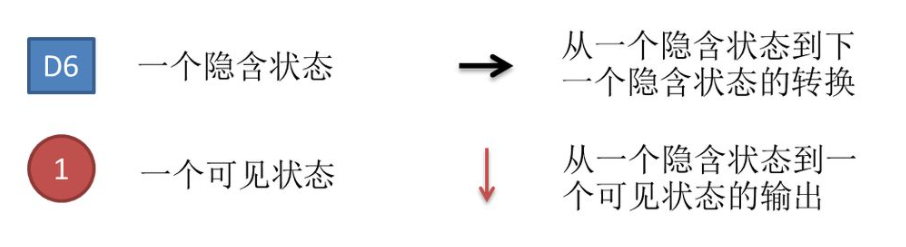 D6
一个隐含状态
从一个隐含状态到下
一个隐含状态的转换
1
一个可见状态
从一个隐含状态到一
个可见状态的输出